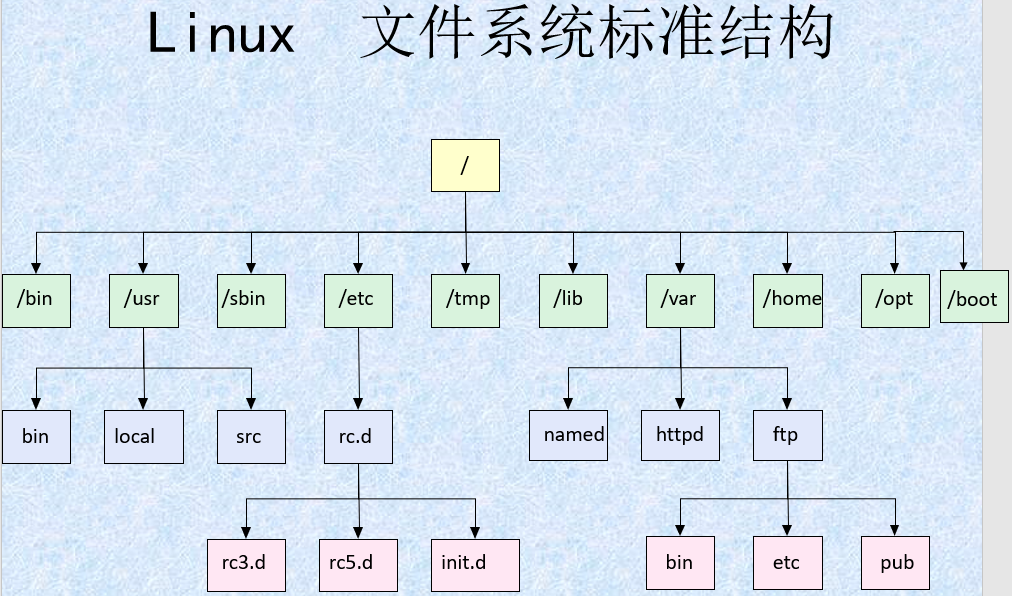 Linux 文件系统标准结构
/
/bin /usr /sbin /etc /tmp /lib /var /home /opt /boot
bin local src rc.d named httpd ftp
rc3.d rc5.d init.d bin etc pub